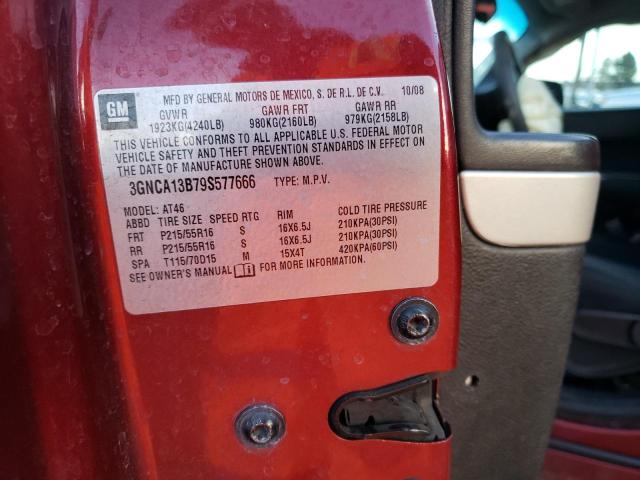 GM
MFD BY GENERAL MOTORS DE MEXICO, S. DE R.L. DE C.V. 10/08
GVWR GAWR FRT GAWR RR
1923KG(4240LB) 980KG(2160LB) 979KG(2158LB)
THIS VEHICLE CONFORMS TO ALL APPLICABLE U.S. FEDERAL MOTOR
VEHICLE SAFETY AND THEFT PREVENTION STANDARDS IN EFFECT ON
THE DATE OF MANUFACTURE SHOWN ABOVE.
3GNCA13B79S577666 TYPE: M.P.V.
MODEL: AT46
ABBD TIRE SIZE SPEED RTG RIM COLD TIRE PRESSURE
FRT P215/55R16 S 16X6.5J 210KPA(30PSI)
RR P215/55R16 S 16X6.5J 210KPA(30PSI)
SPA T115/70D15 M 15X4T 420KPA(60PSI)
SEE OWNER'S MANUAL FOR MORE INFORMATION.